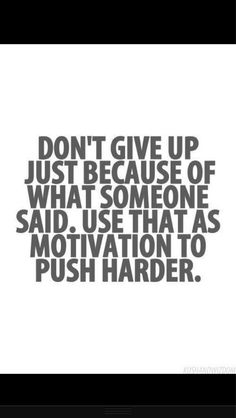 DON'T GIVE UP
JUST BECAUSE OF
WHAT SOMEONE
SAID. USE THAT AS
MOTIVATION TO
PUSH HARDER.